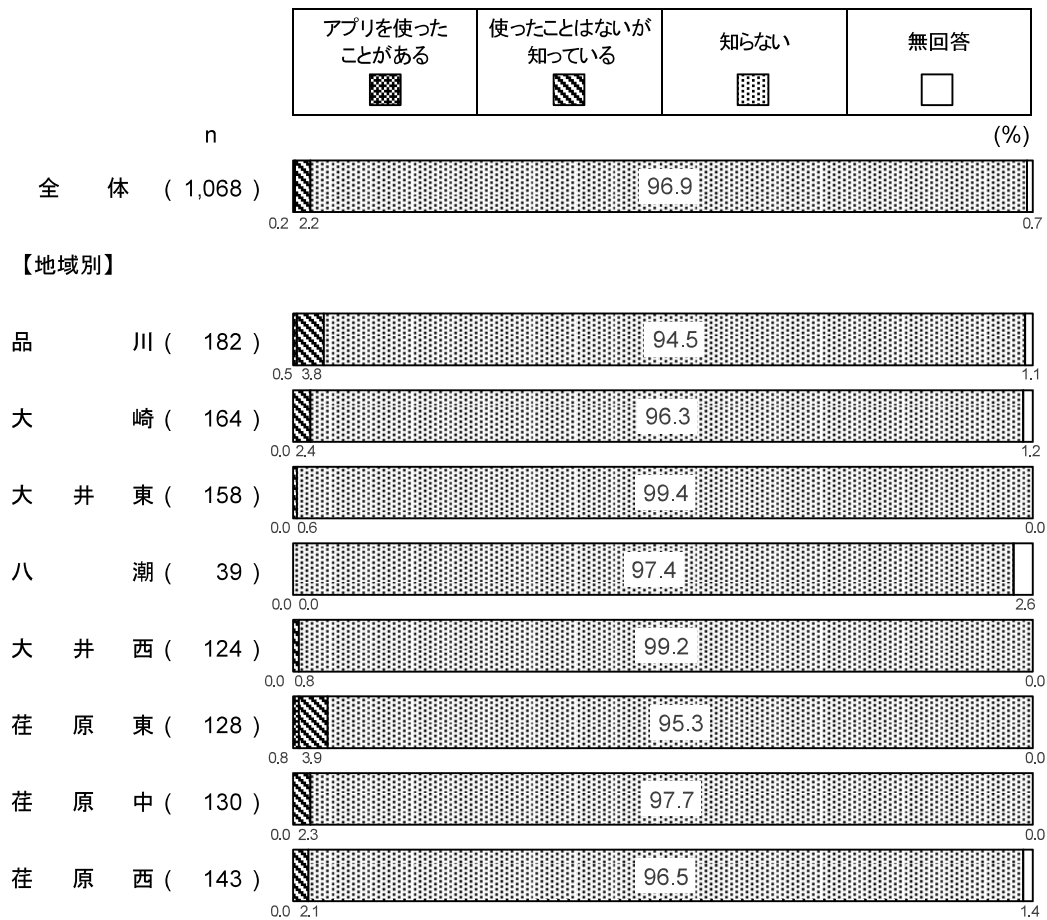 アプリを使った
ことがある
使ったことはないが
知っている
知らない
無回答
n
(%)
全 体 ( 1,068 )
96.9
0.2 2.2 0.7
【地域別】
品 川 ( 182 )
94.5
0.5 3.8 1.1
大 崎 ( 164 )
96.3
0.0 2.4 1.2
大 井 東 ( 158 )
99.4
0.0 0.6 0.0
八 潮 ( 39 )
97.4
0.0 0.0 2.6
大 井 西 ( 124 )
99.2
0.0 0.8 0.0
荏 原 東 ( 128 )
95.3
0.8 3.9 0.0
荏 原 中 ( 130 )
97.7
0.0 2.3 0.0
荏 原 西 ( 143 )
96.5
0.0 2.1 1.4